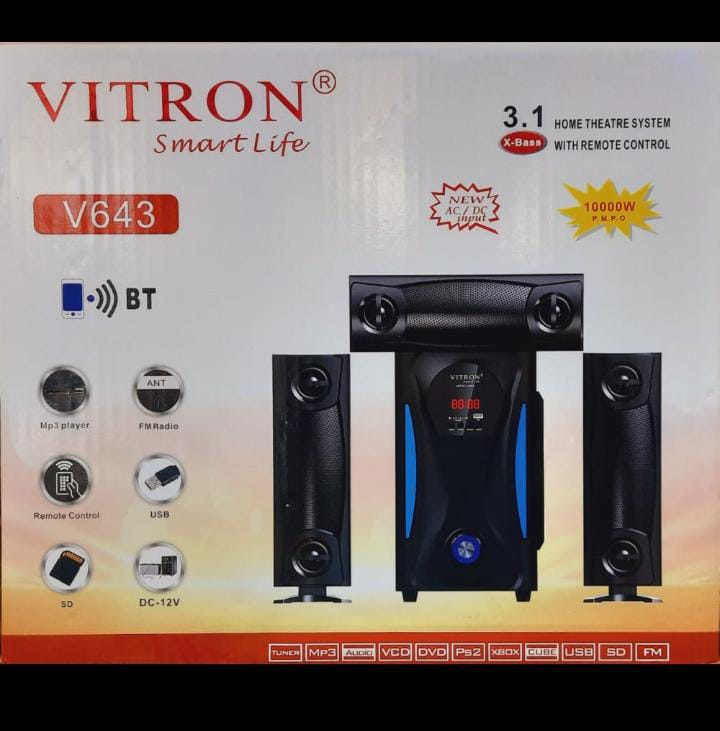 VITRON®
Smart Life
3.1 HOME THEATRE SYSTEM
X-Bass WITH REMOTE CONTROL
V643
NEW
AC / DC
input
10000W
P.M.P.O
BT
VITRON
88:88
Mp3 player
ANT
FM Radio
Remote Control
USB
SD
DC-12V
TUNER Mp3 AUDIO VCD DVD Ps2 XBOX CUBE USB SD FM